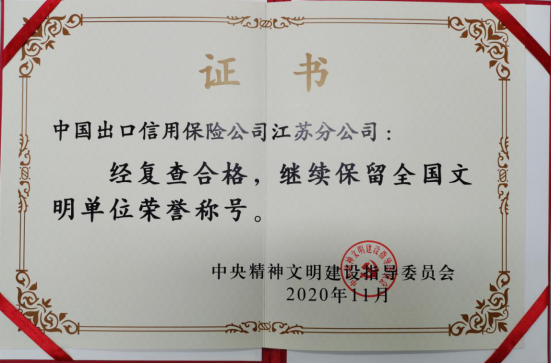 证书
中国出口信用保险公司江苏分公司：
经复查合格，继续保留全国文
明单位荣誉称号。
中央精神文明建设指导委员会
2020年11月